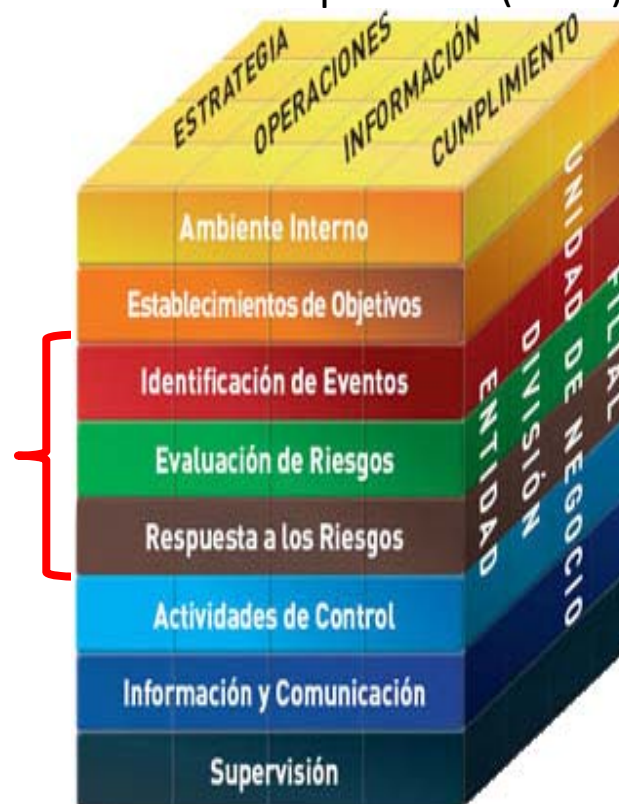 ESTRATEGIA
OPERACIONES
INFORMACIÓN
CUMPLIMIENTO
Ambiente Interno
Establecimientos de Objetivos
Identificación de Eventos
Evaluación de Riesgos
Respuesta a los Riesgos
Actividades de Control
Información y Comunicación
Supervisión
ENTIDAD
DIVISIÓN
UNIDAD DE NEGOCIO
FILIAL